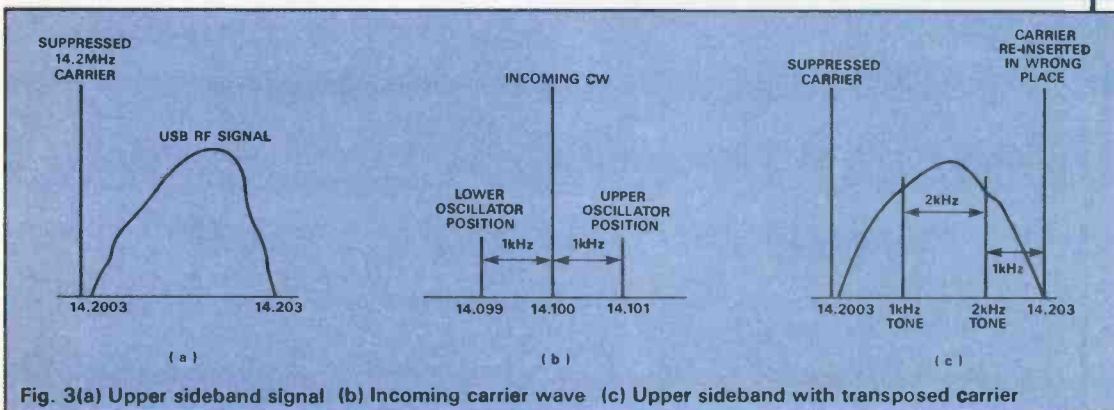 SUPPRESSED
14.2MHz
CARRIER
USB RF SIGNAL
14.2003
14.203
(a)
INCOMING CW
LOWER
OSCILLATOR
POSITION
UPPER
OSCILLATOR
POSITION
1kHz
1kHz
14.099
14.100
14.101
(b)
SUPPRESSED
CARRIER
CARRIER
RE-INSERTED
IN WRONG
PLACE
2kHz
1kHz
14.2003
1kHz
TONE
2kHz
TONE
14.203
(c)
Fig. 3(a) Upper sideband signal (b) Incoming carrier wave (c) Upper sideband with transposed carrier